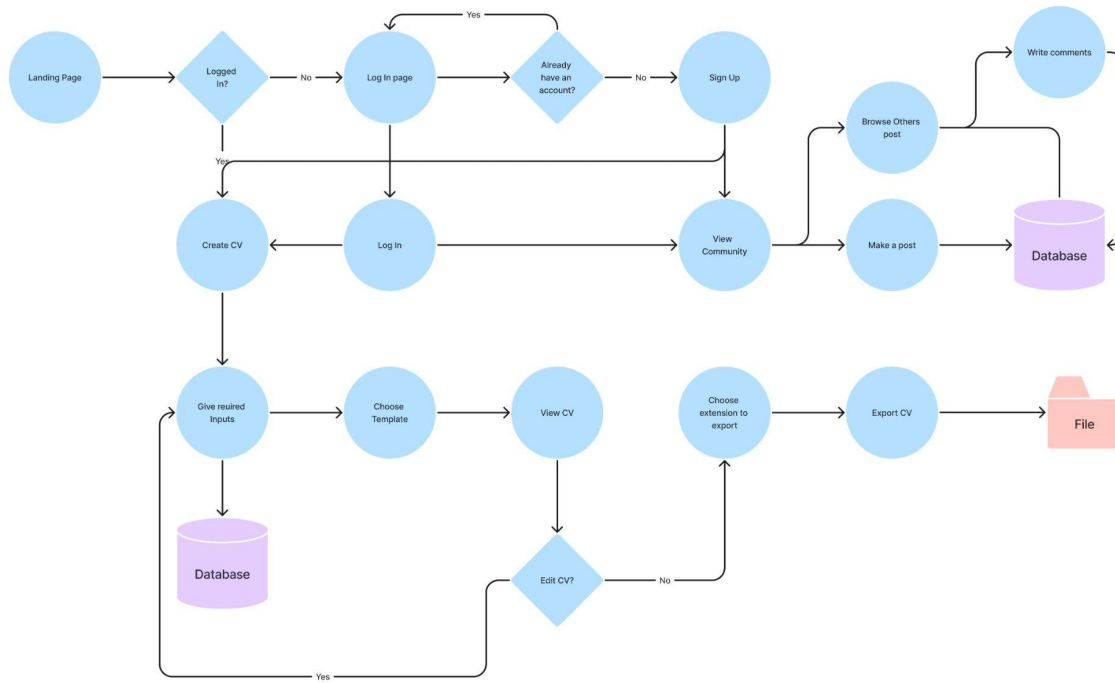 Yes
Landing Page
Logged
In?
No
Log In page
Already
have an
account?
No
Sign Up
Write comments
Browse Others
post
Yes
Create CV
Log In
View
Community
Make a post
Database
Give reuired
Inputs
Choose
Template
View CV
Choose
extension to
export
Export CV
File
Database
Edit CV?
No
Yes